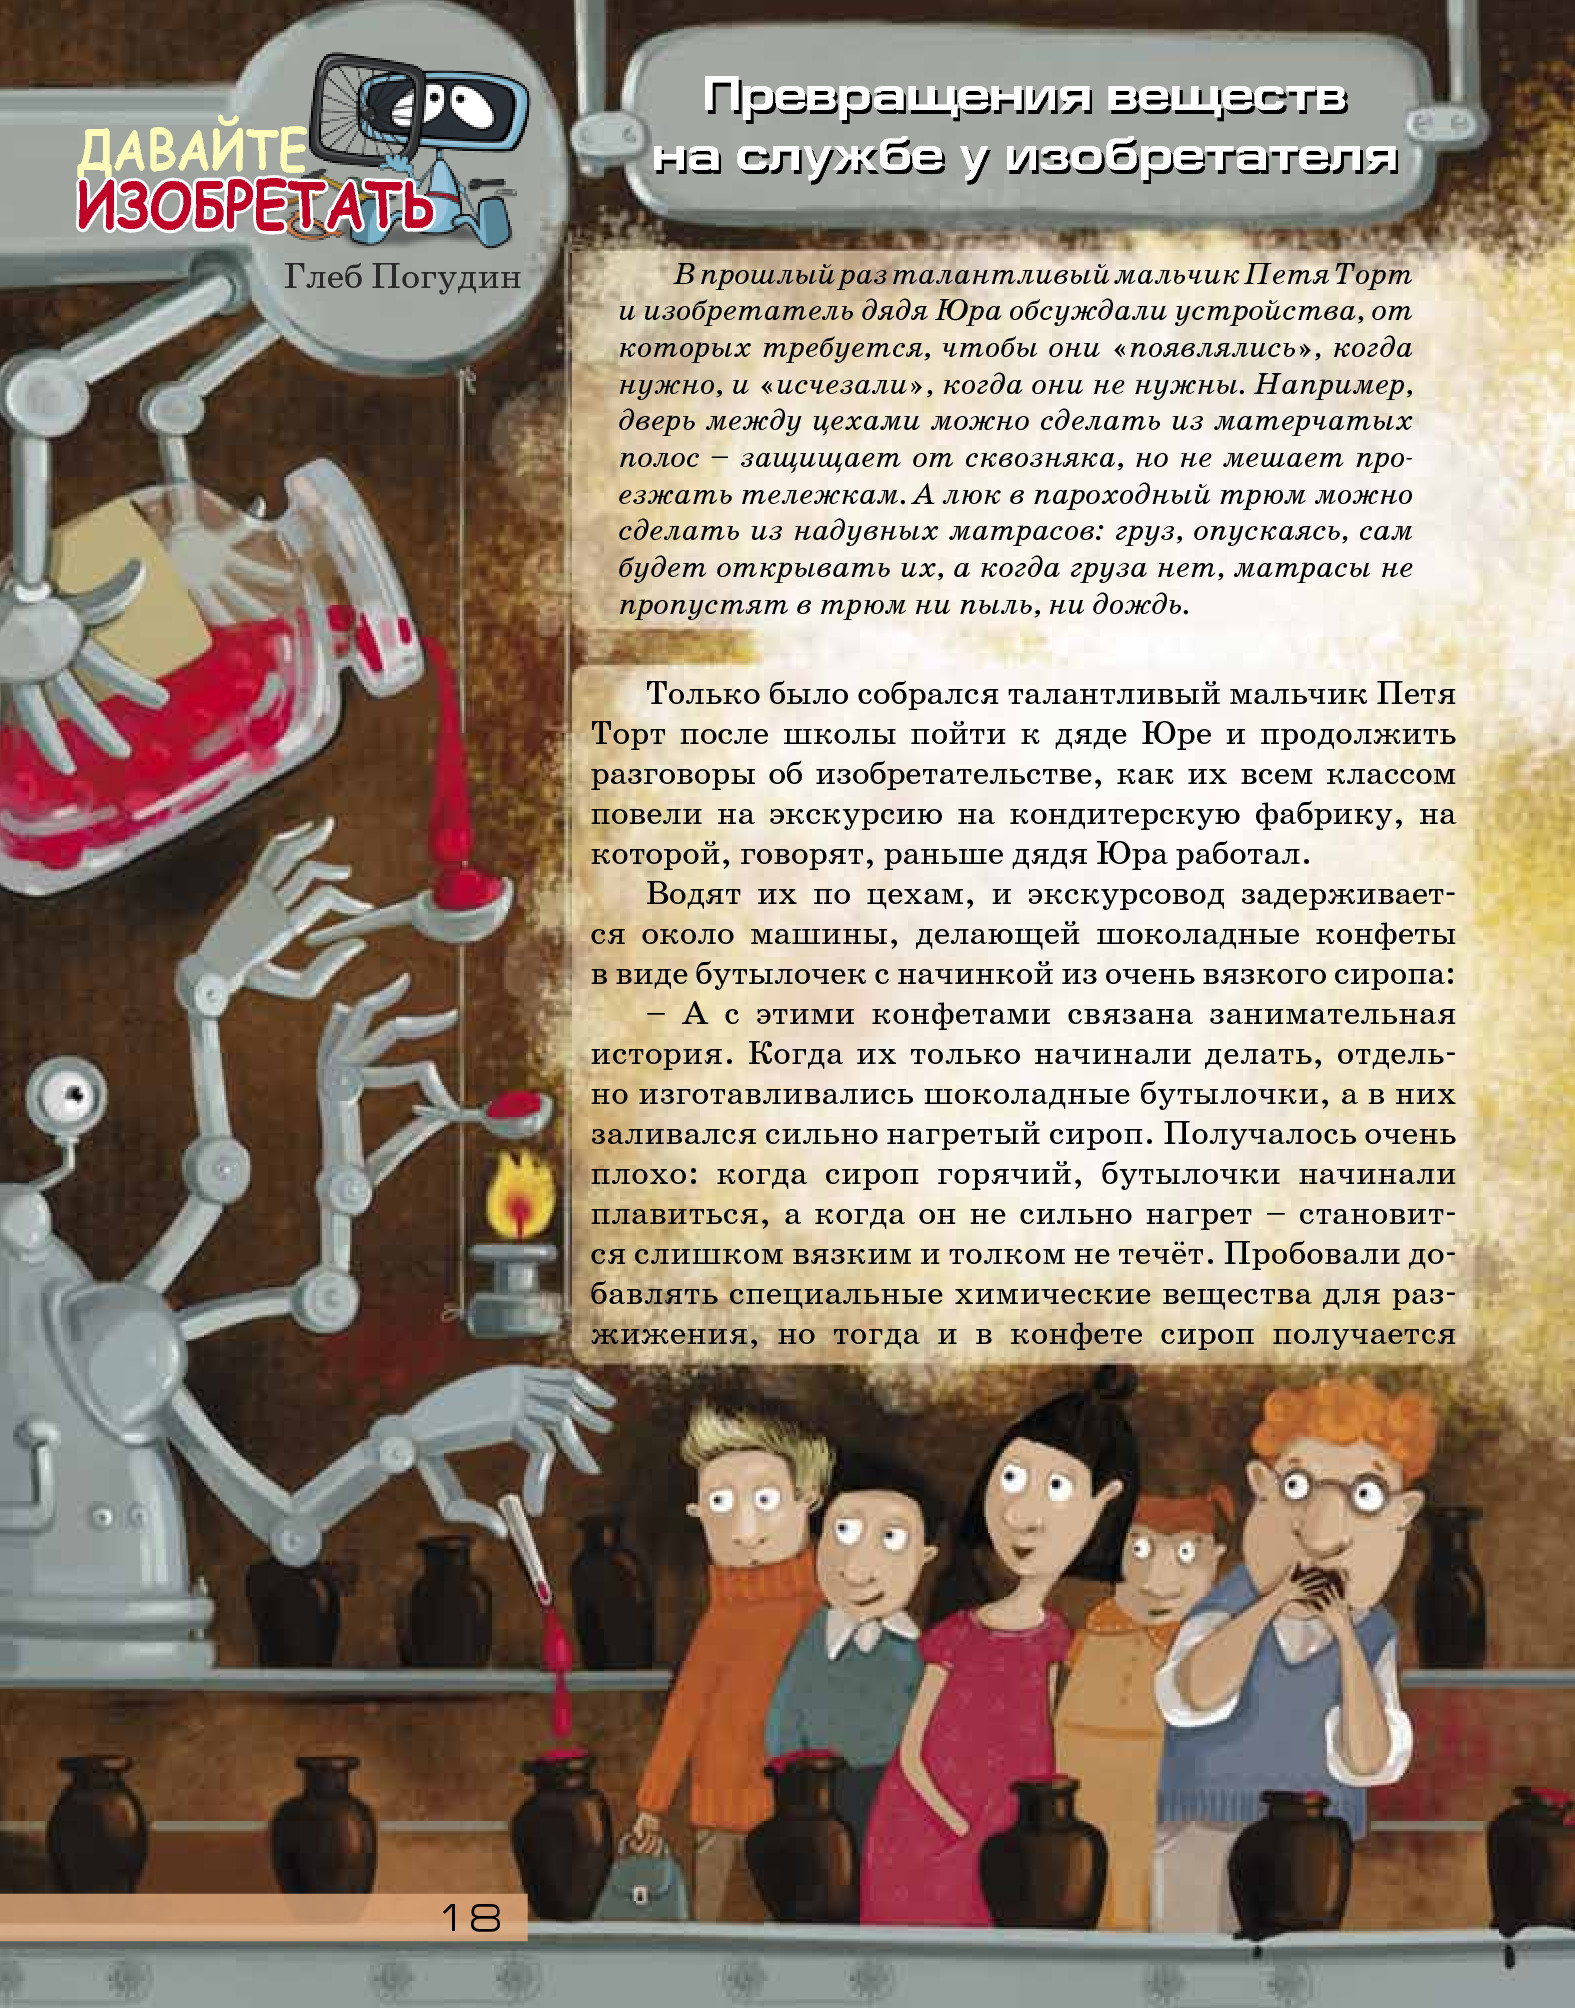 ДАВАЙТЕ
ИЗОБРЕТАТЬ
Глеб Погудин
Превращения веществ
на службе у изобретателя
В прошлый раз талантливый мальчик Петя Торт
и изобретатель дядя Юра обсуждали устройства, от
которых требуется, чтобы они «появлялись», когда
нужно, и «исчезали», когда они не нужны. Например,
дверь между цехами можно сделать из матерчатых
полос – защищает от сквозняка, но не мешает про-
езжать тележкам. А люк в пароходный трюм можно
сделать из надувных матрасов: груз, опускаясь, сам
будет открывать их, а когда груза нет, матрасы не
пропустят в трюм ни пыль, ни дождь.
Только было собрался талантливый мальчик Петя
Торт после школы пойти к дяде Юре и продолжить
разговоры об изобретательстве, как их всем классом
повели на экскурсию на кондитерскую фабрику, на
которой, говорят, раньше дядя Юра работал.
Водят их по цехам, и экскурсовод задерживает-
ся около машины, делающей шоколадные конфеты
в виде бутылочек с начинкой из очень вязкого сиропа:
– А с этими конфетами связана занимательная
история. Когда их только начинали делать, отдель-
но изготавливались шоколадные бутылочки, а в них
заливался сильно нагретый сироп. Получалось очень
плохо: когда сироп горячий, бутылочки начинали
плавиться, а когда он не сильно нагрет – становит-
ся слишком вязким и толком не течёт. Пробовали до-
бавлять специальные химические вещества для раз-
жижения, но тогда и в конфете сироп получается
18